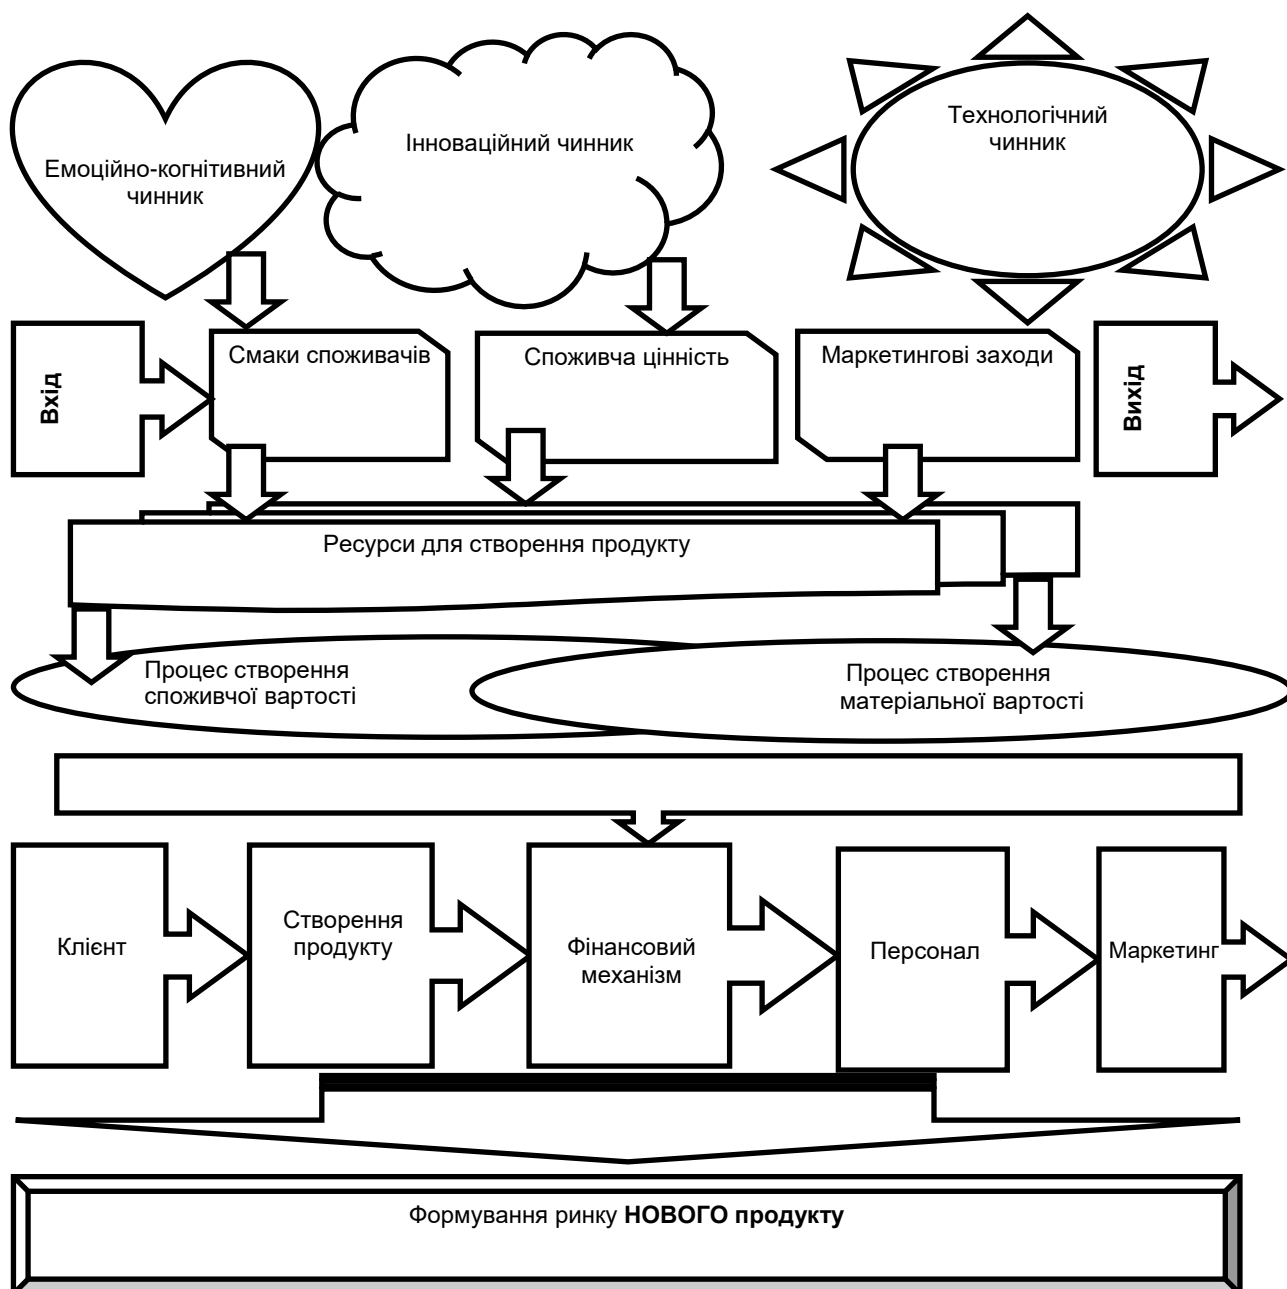 Емоційно-когнітивний
чинник
Інноваційний чинник
Технологічний
чинник
Вхід
Смаки споживачів
Споживча цінність
Маркетингові заходи
Вихід
Ресурси для створення продукту
Процес створення
споживчої вартості
Процес створення
матеріальної вартості
Клієнт
Створення
продукту
Фінансовий
механізм
Персонал
Маркетинг
Формування ринку НОВОГО продукту